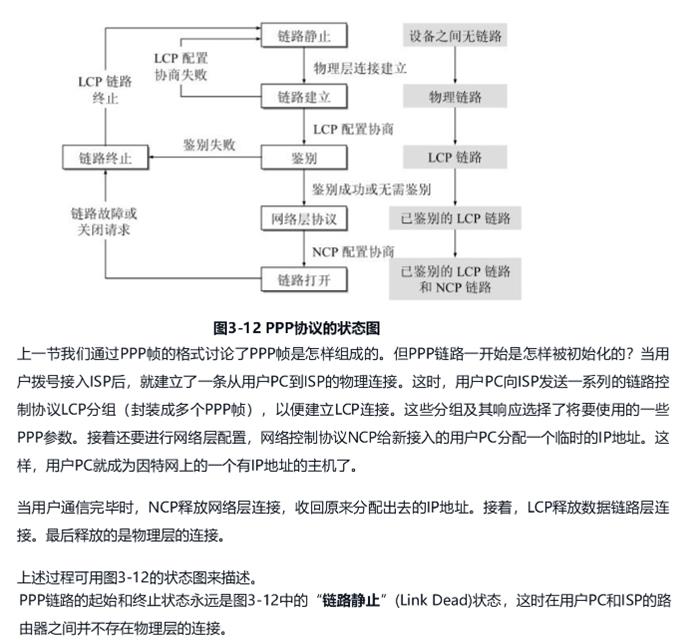 链路静止
设备之间无链路
LCP 配置
协商失败
物理层连接建立
LCP 链路
终止
链路建立
物理链路
LCP 配置协商
鉴别失败
链路终止
鉴别
LCP 链路
鉴别成功或无需鉴别
链路故障或
关闭请求
网络层协议
已鉴别的 LCP 链路
NCP 配置协商
链路打开
已鉴别的 LCP 链路
和 NCP 链路
图3-12 PPP协议的状态图
上一节我们通过PPP帧的格式讨论了PPP帧是怎样组成的。但PPP链路一开始是怎样被初始化的？当用
户拨号接入ISP后，就建立了一条从用户PC到ISP的物理连接。这时，用户PC向ISP发送一系列的链路控
制协议LCP分组（封装成多个PPP帧），以便建立LCP连接。这些分组及其响应选择了将要使用的一些
PPP参数。接着还要进行网络层配置，网络控制协议NCP给新接入的用户PC分配一个临时的IP地址。这
样，用户PC就成为因特网上的一个有IP地址的主机了。
当用户通信完毕时，NCP释放网络层连接，收回原来分配出去的IP地址。接着，LCP释放数据链路层连
接。最后释放的是物理层的连接。
上述过程可用图3-12的状态图来描述。
PPP链路的起始和终止状态永远是图3-12中的“链路静止”(Link Dead)状态，这时在用户PC和ISP的路
由器之间并不存在物理层的连接。